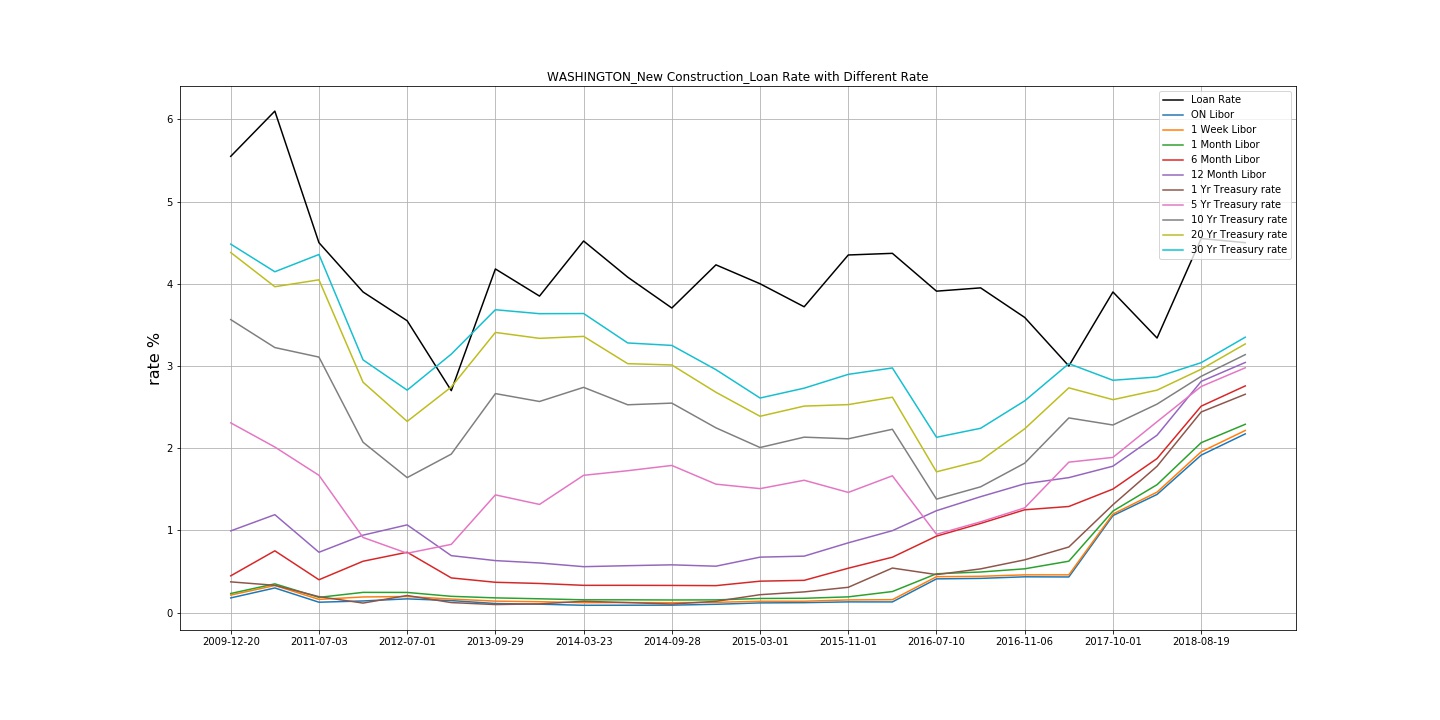 WASHINGTON_New Construction_Loan Rate with Different Rate
Loan Rate
ON Libor
1 Week Libor
1 Month Libor
6 Month Libor
12 Month Libor
1 Yr Treasury rate
5 Yr Treasury rate
10 Yr Treasury rate
20 Yr Treasury rate
30 Yr Treasury rate
rate %
6
5
4
3
2
1
0
2009-12-20 2011-07-03 2012-07-01 2013-09-29 2014-03-23 2014-09-28 2015-03-01 2015-11-01 2016-07-10 2016-11-06 2017-10-01 2018-08-19